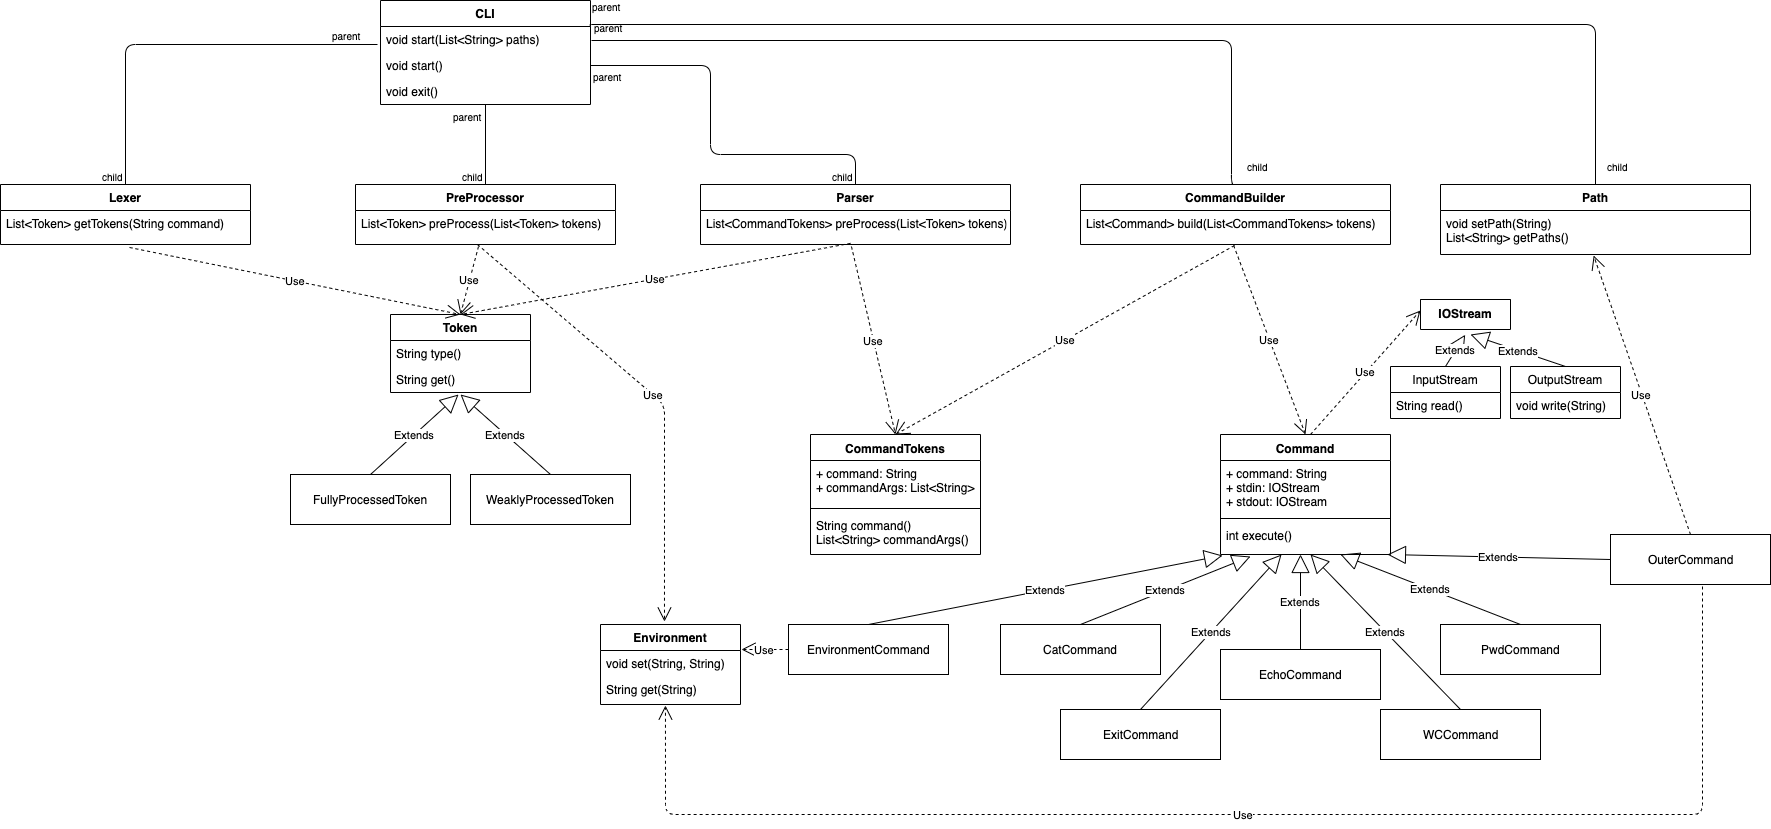 CLI
void start(List<String> paths)
void start()
void exit()
parent
parent
parent
parent
parent
child
child
child
child
child
Lexer
List<Token> getTokens(String command)
PreProcessor
List<Token> preProcess(List<Token> tokens)
Parser
List<CommandTokens> preProcess(List<Token> tokens)
CommandBuilder
List<Command> build(List<CommandTokens> tokens)
Path
void setPath(String)
List<String> getPaths()
Use
Use
Use
Use
Use
Use
Use
Use
Use
Token
String type()
String get()
Extends
Extends
FullyProcessedToken
WeaklyProcessedToken
IOStream
Extends
Extends
InputStream
String read()
OutputStream
void write(String)
CommandTokens
+ command: String
+ commandArgs: List<String>
String command()
List<String> commandArgs()
Command
+ command: String
+ stdin: IOStream
+ stdout: IOStream
int execute()
Extends
Extends
Extends
Extends
Extends
Extends
Extends
OuterCommand
Environment
void set(String, String)
String get(String)
Use
EnvironmentCommand
CatCommand
EchoCommand
PwdCommand
ExitCommand
WCCommand
Use